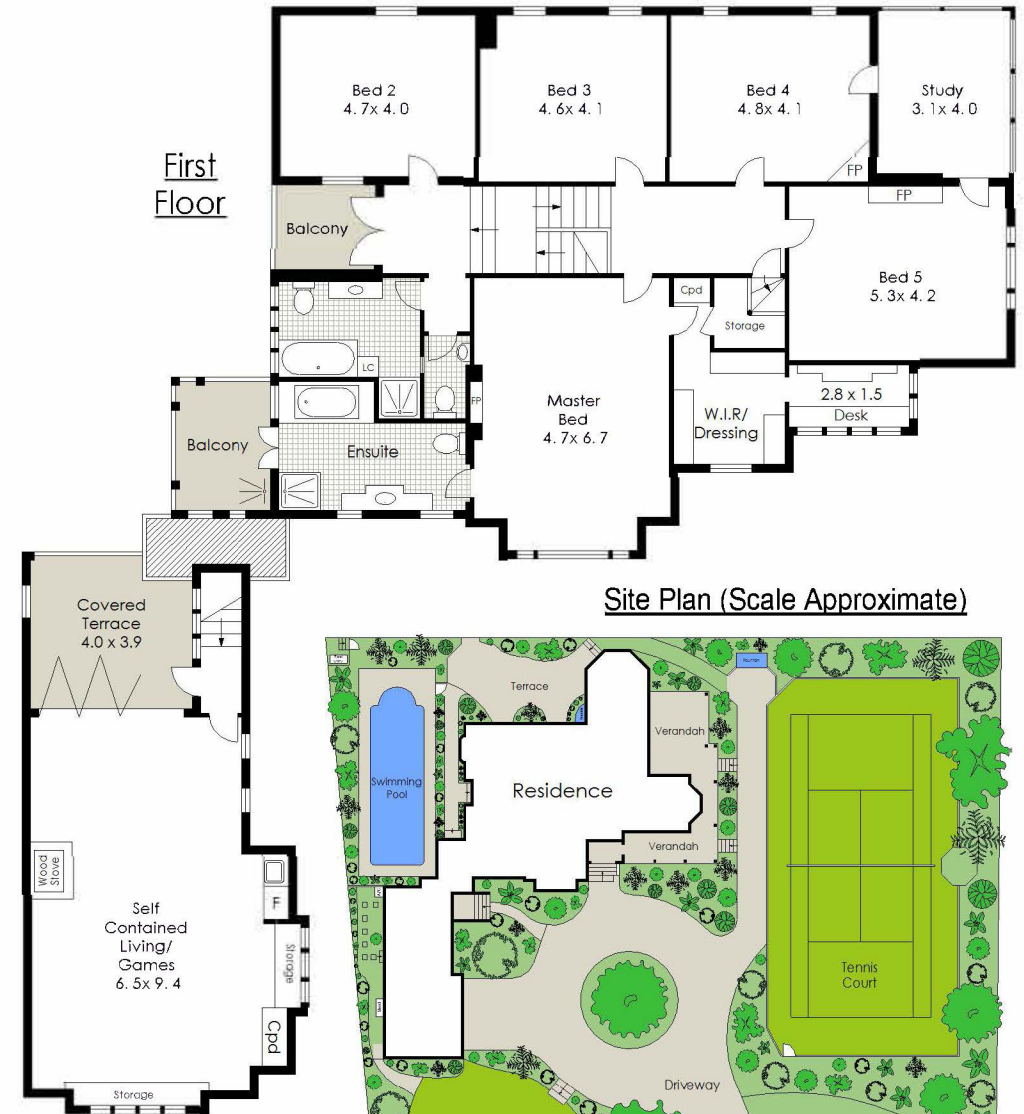 Bed 2
4.7x 4.0
Bed 3
4.6x 4.1
Bed 4
4.8x 4.1
FP
Study
3.1x 4.0
First
Floor
Balcony
FP
Bed 5
5.3x 4.2
Cpd
Storage
LC
FP
Master
Bed
4.7x 6.7
W.I.R/
Dressing
2.8 x 1.5
Desk
Balcony
Ensuite
Covered
Terrace
4.0 x 3.9
Wood
Stove
F
Self
Contained
Living/
Games
6.5x 9.4
Storage
Cpd
Storage
Site Plan (Scale Approximate)
Terrace
Verandah
Swimming
Pool
Residence
Verandah
Tennis
Court
Driveway